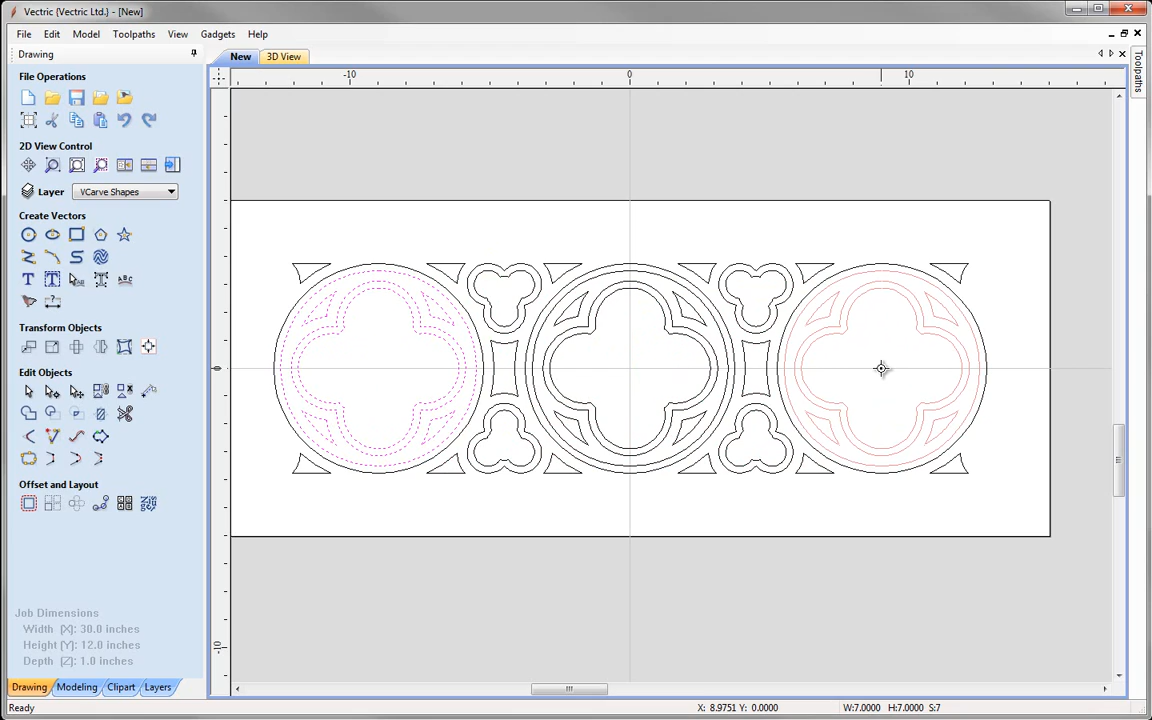 Vectric {Vectric Ltd.} - [New]
File Edit Model Toolpaths View Gadgets Help
Drawing
New
3D View
File Operations
2D View Control
Layer VCarve Shapes
Create Vectors
Transform Objects
Edit Objects
Offset and Layout
Job Dimensions
Width (X): 30.0 inches
Height (Y): 12.0 inches
Depth (Z): 1.0 inches
Drawing Modeling Clipart Layers
-10 0 10
0
-10
Toolpaths
Ready
X: 8.9751 Y: 0.0000
W:7.0000 H:7.0000 S:7